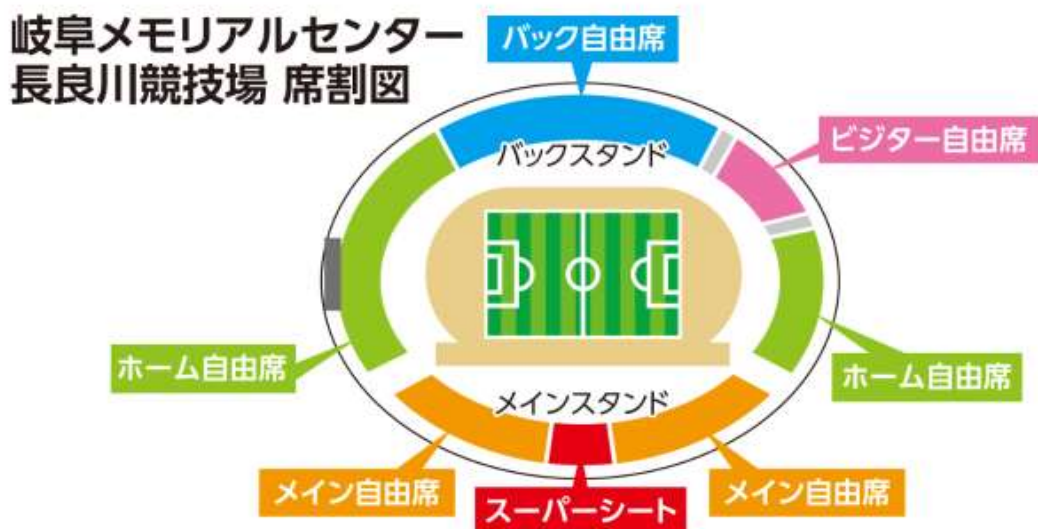 岐阜メモリアルセンター
長良川競技場 席割図
バック自由席
ビジター自由席
バックスタンド
ホーム自由席
ホーム自由席
メインスタンド
メイン自由席
スーパーシート
メイン自由席